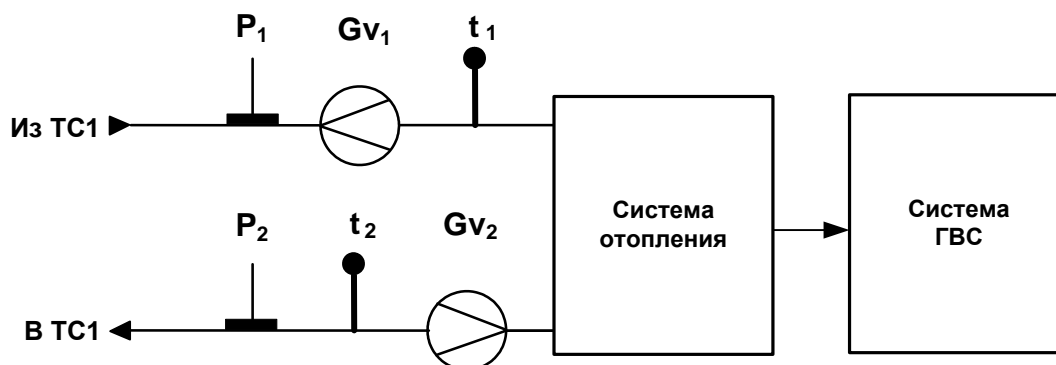 P1 Gv1 t1
Из ТС1
P2 t2 Gv2
В ТС1
Система
отопления
Система
ГВС